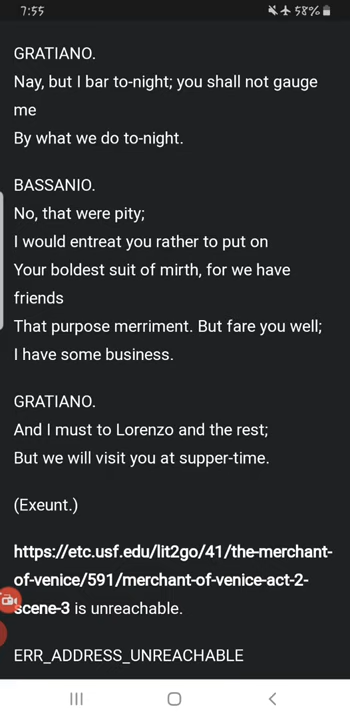 7:55
58%
GRATIANO.
Nay, but I bar to-night; you shall not gauge
me
By what we do to-night.
BASSANIO.
No, that were pity;
I would entreat you rather to put on
Your boldest suit of mirth, for we have
friends
That purpose merriment. But fare you well;
I have some business.
GRATIANO.
And I must to Lorenzo and the rest;
But we will visit you at supper-time.
(Exeunt.)
https://etc.usf.edu/lit2go/41/the-merchant-
of-venice/591/merchant-of-venice-act-2-
scene-3 is unreachable.
ERR_ADDRESS_UNREACHABLE